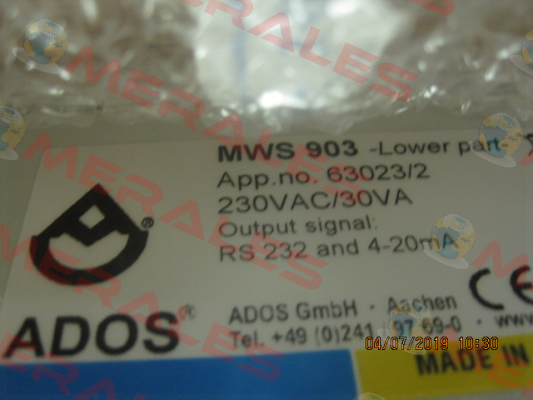 MWS 903 -Lower part-
App.no. 63023/2
230VAC/30VA
Output signal:
RS 232 and 4-20mA
ADOS®
ADOS GmbH - Aachen
Tel. +49 (0)241 - 97 69-0 - www
CE
MADE IN
04/07/2019 10:30
MERALES
MERALES
MERALES